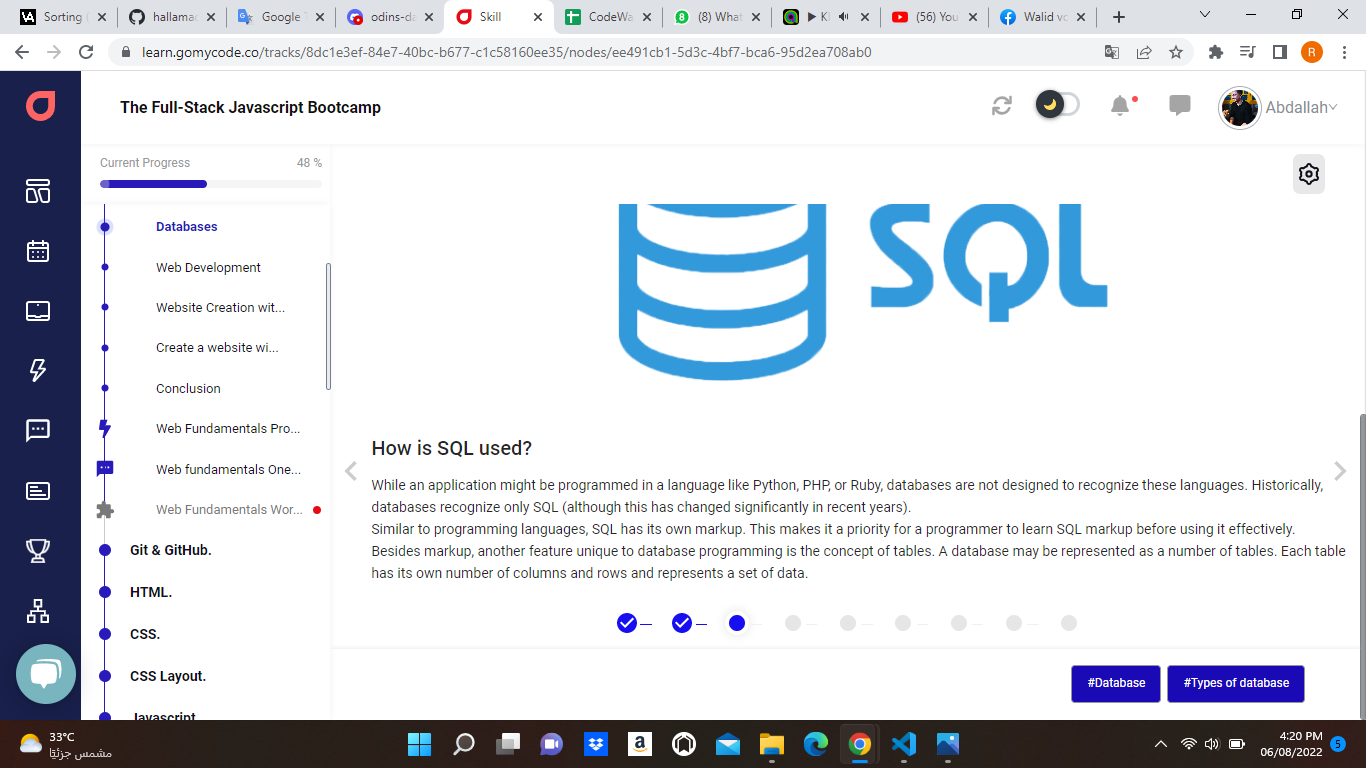 Sorting
hallamac
Google
odins-da
Skill
CodeWa
(8) What
(56) You
Walid vo
learn.gomycode.co/tracks/8dc1e3ef-84e7-40bc-b677-c1c58160ee35/nodes/ee491cb1-5d3c-4bf7-bca6-95d2ea708ab0
R
The Full-Stack Javascript Bootcamp
Abdallah
Current Progress 48 %
Databases
Web Development
Website Creation wit...
Create a website wi...
Conclusion
Web Fundamentals Pro...
Web fundamentals One...
Web Fundamentals Wor...
Git & GitHub.
HTML.
CSS.
CSS Layout.
Javascript
SQL
How is SQL used?
While an application might be programmed in a language like Python, PHP, or Ruby, databases are not designed to recognize these languages. Historically,
databases recognize only SQL (although this has changed significantly in recent years).
Similar to programming languages, SQL has its own markup. This makes it a priority for a programmer to learn SQL markup before using it effectively.
Besides markup, another feature unique to database programming is the concept of tables. A database may be represented as a number of tables. Each table
has its own number of columns and rows and represents a set of data.
#Database #Types of database
33°C
مشمس جزئيًا
4:20 PM
06/08/2022
5